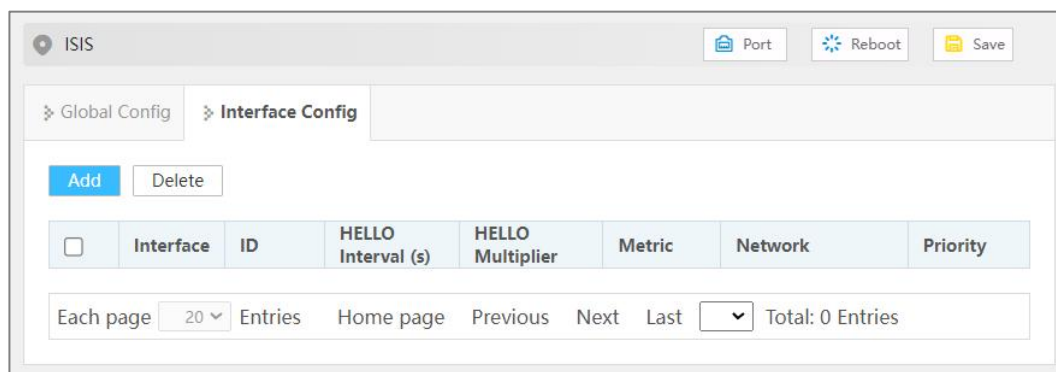 ISIS Port Reboot Save
Global Config Interface Config
Add Delete
Interface ID HELLO Interval (s) HELLO Multiplier Metric Network Priority
Each page 20 Entries Home page Previous Next Last Total: 0 Entries